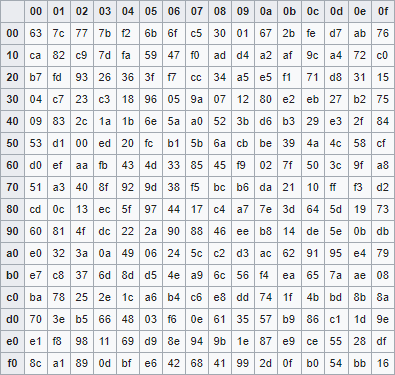 00 01 02 03 04 05 06 07 08 09 0a 0b 0c 0d 0e 0f
00 63 7c 77 7b f2 6b 6f c5 30 01 67 2b fe d7 ab 76
10 ca 82 c9 7d fa 59 47 f0 ad d4 a2 af 9c a4 72 c0
20 b7 fd 93 26 36 3f f7 cc 34 a5 e5 f1 71 d8 31 15
30 04 c7 23 c3 18 96 05 9a 07 12 80 e2 eb 27 b2 75
40 09 83 2c 1a 1b 6e 5a a0 52 3b d6 b3 29 e3 2f 84
50 53 d1 00 ed 20 fc b1 5b 6a cb be 39 4a 4c 58 cf
60 d0 ef aa fb 43 4d 33 85 45 f9 02 7f 50 3c 9f a8
70 51 a3 40 8f 92 9d 38 f5 bc b6 da 21 10 ff f3 d2
80 cd 0c 13 ec 5f 97 44 17 c4 a7 7e 3d 64 5d 19 73
90 60 81 4f dc 22 2a 90 88 46 ee b8 14 de 5e 0b db
a0 e0 32 3a 0a 49 06 24 5c c2 d3 ac 62 91 95 e4 79
b0 e7 c8 37 6d 8d d5 4e a9 6c 56 f4 ea 65 7a ae 08
c0 ba 78 25 2e 1c a6 b4 c6 e8 dd 74 1f 4b bd 8b 8a
d0 70 3e b5 66 48 03 f6 0e 61 35 57 b9 86 c1 1d 9e
e0 e1 f8 98 11 69 d9 8e 94 9b 1e 87 e9 ce 55 28 df
f0 8c a1 89 0d bf e6 42 68 41 99 2d 0f b0 54 bb 16